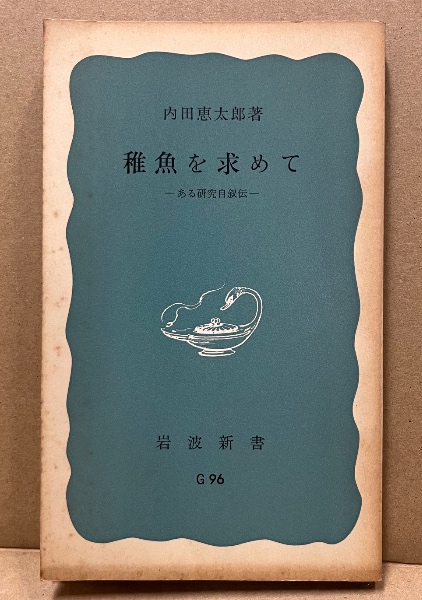 内田恵太郎著
稚魚を求めて
—ある研究自叙伝—
岩波新書
G96